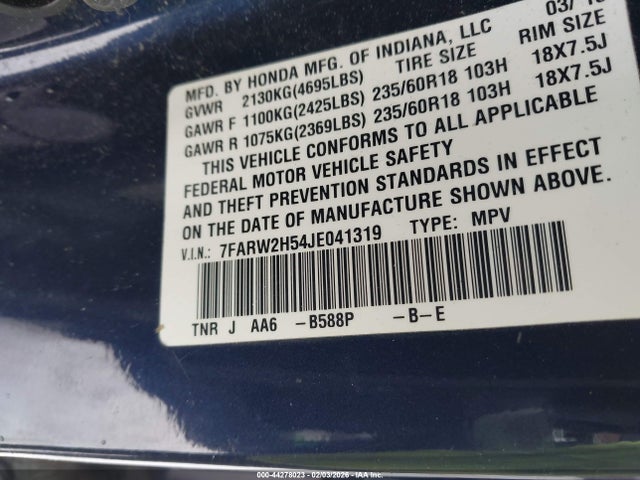 03/
MFD. BY HONDA MFG. OF INDIANA, LLC
TIRE SIZE RIM SIZE
GVWR 2130KG(4695LBS)
GAWR F 1100KG(2425LBS) 235/60R18 103H 18X7.5J
GAWR R 1075KG(2369LBS) 235/60R18 103H 18X7.5J
THIS VEHICLE CONFORMS TO ALL APPLICABLE
FEDERAL MOTOR VEHICLE SAFETY
AND THEFT PREVENTION STANDARDS IN EFFECT
ON THE DATE OF MANUFACTURE SHOWN ABOVE.
V.I.N.: 7FARW2H54JE041319 TYPE: MPV
TNR J AA6 -B588P -B-E
000-44278023 - 02/03/2026 - IAA Inc.